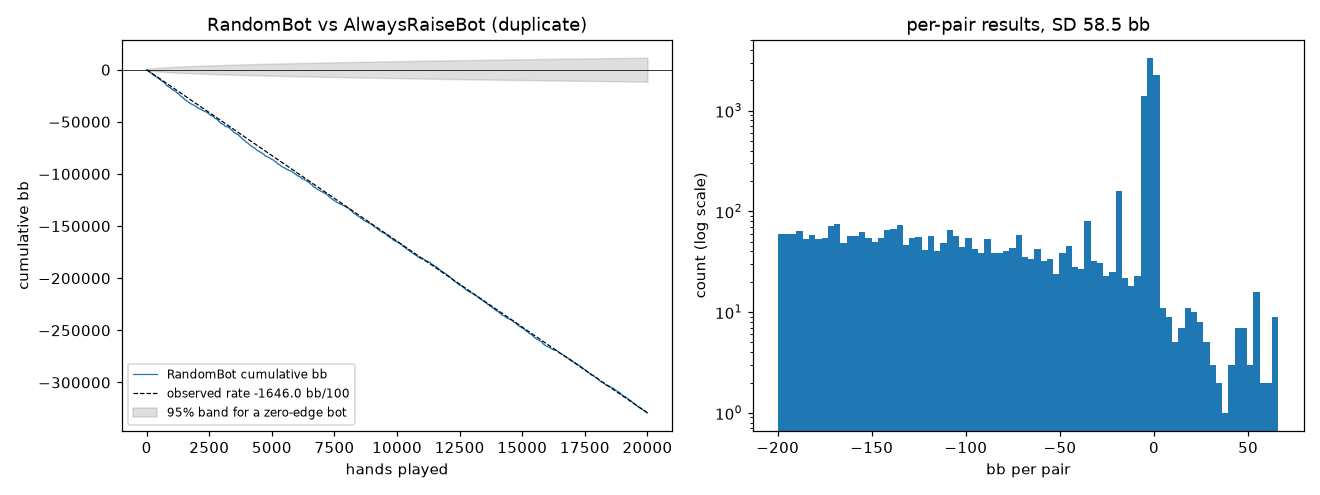 RandomBot vs AlwaysRaiseBot (duplicate)
cumulative bb
0
−50000
−100000
−150000
−200000
−250000
−300000
RandomBot cumulative bb
observed rate -1646.0 bb/100
95% band for a zero-edge bot
0 2500 5000 7500 10000 12500 15000 17500 20000
hands played
per-pair results, SD 58.5 bb
count (log scale)
10³
10²
10¹
10⁰
−200 −150 −100 −50 0 50
bb per pair